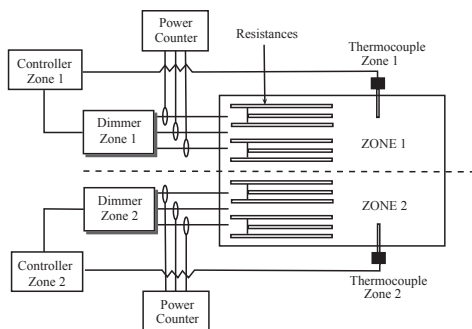 Power
Counter
Resistances
Thermocouple
Zone 1
Controller
Zone 1
Dimmer
Zone 1
ZONE 1
Dimmer
Zone 2
ZONE 2
Controller
Zone 2
Thermocouple
Zone 2
Power
Counter